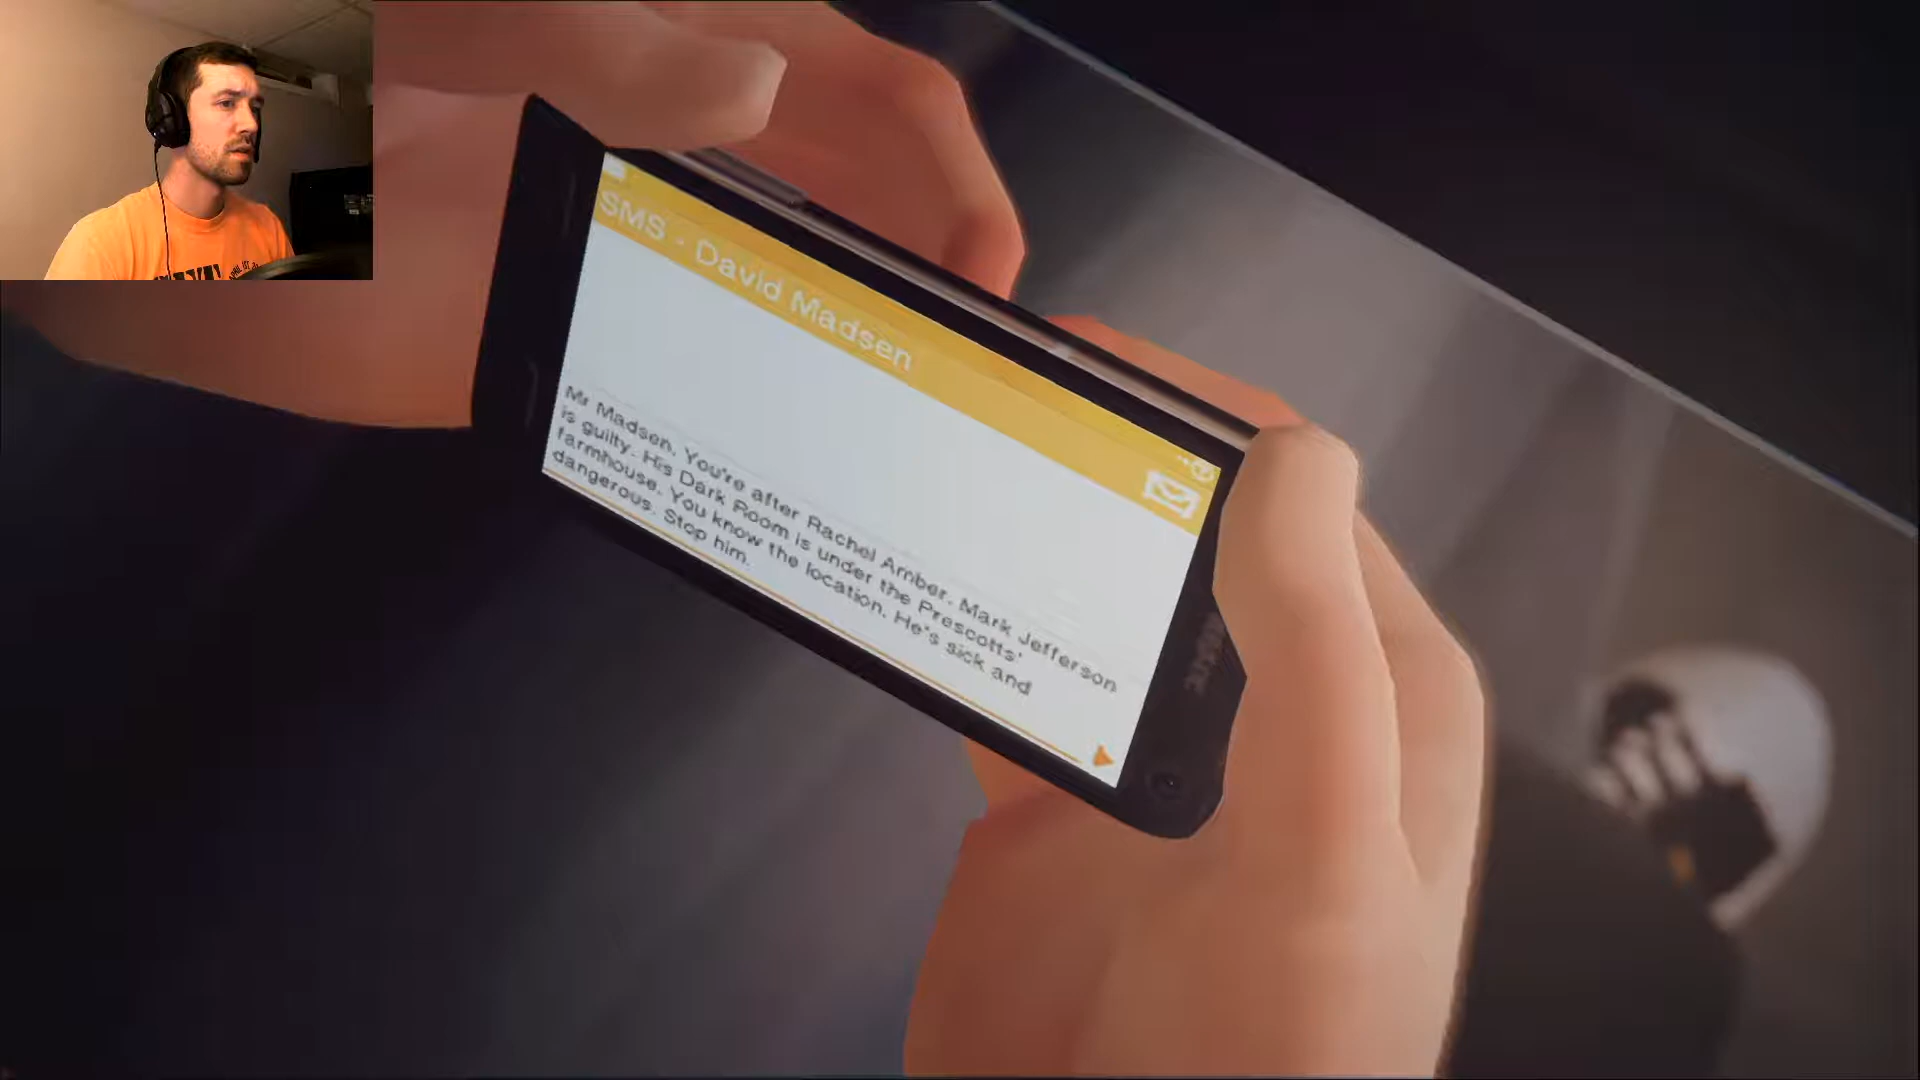 SMS - David Madsen
Mr Madsen. You're after Rachel Amber. Mark Jefferson
is guilty. His Dark Room is under the Prescotts'
farmhouse. You know the location. He's sick and
dangerous. Stop him.